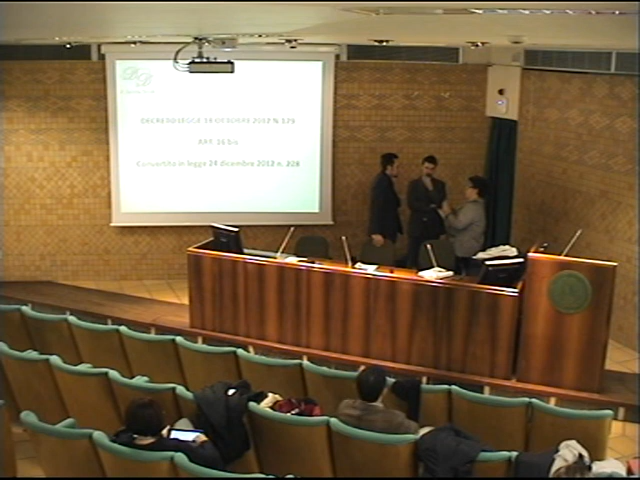 DECRETO LEGGE 18 OTTOBRE 2012 N 179
ART. 16 bis
Convertito in legge 24 dicembre 2012 n. 228